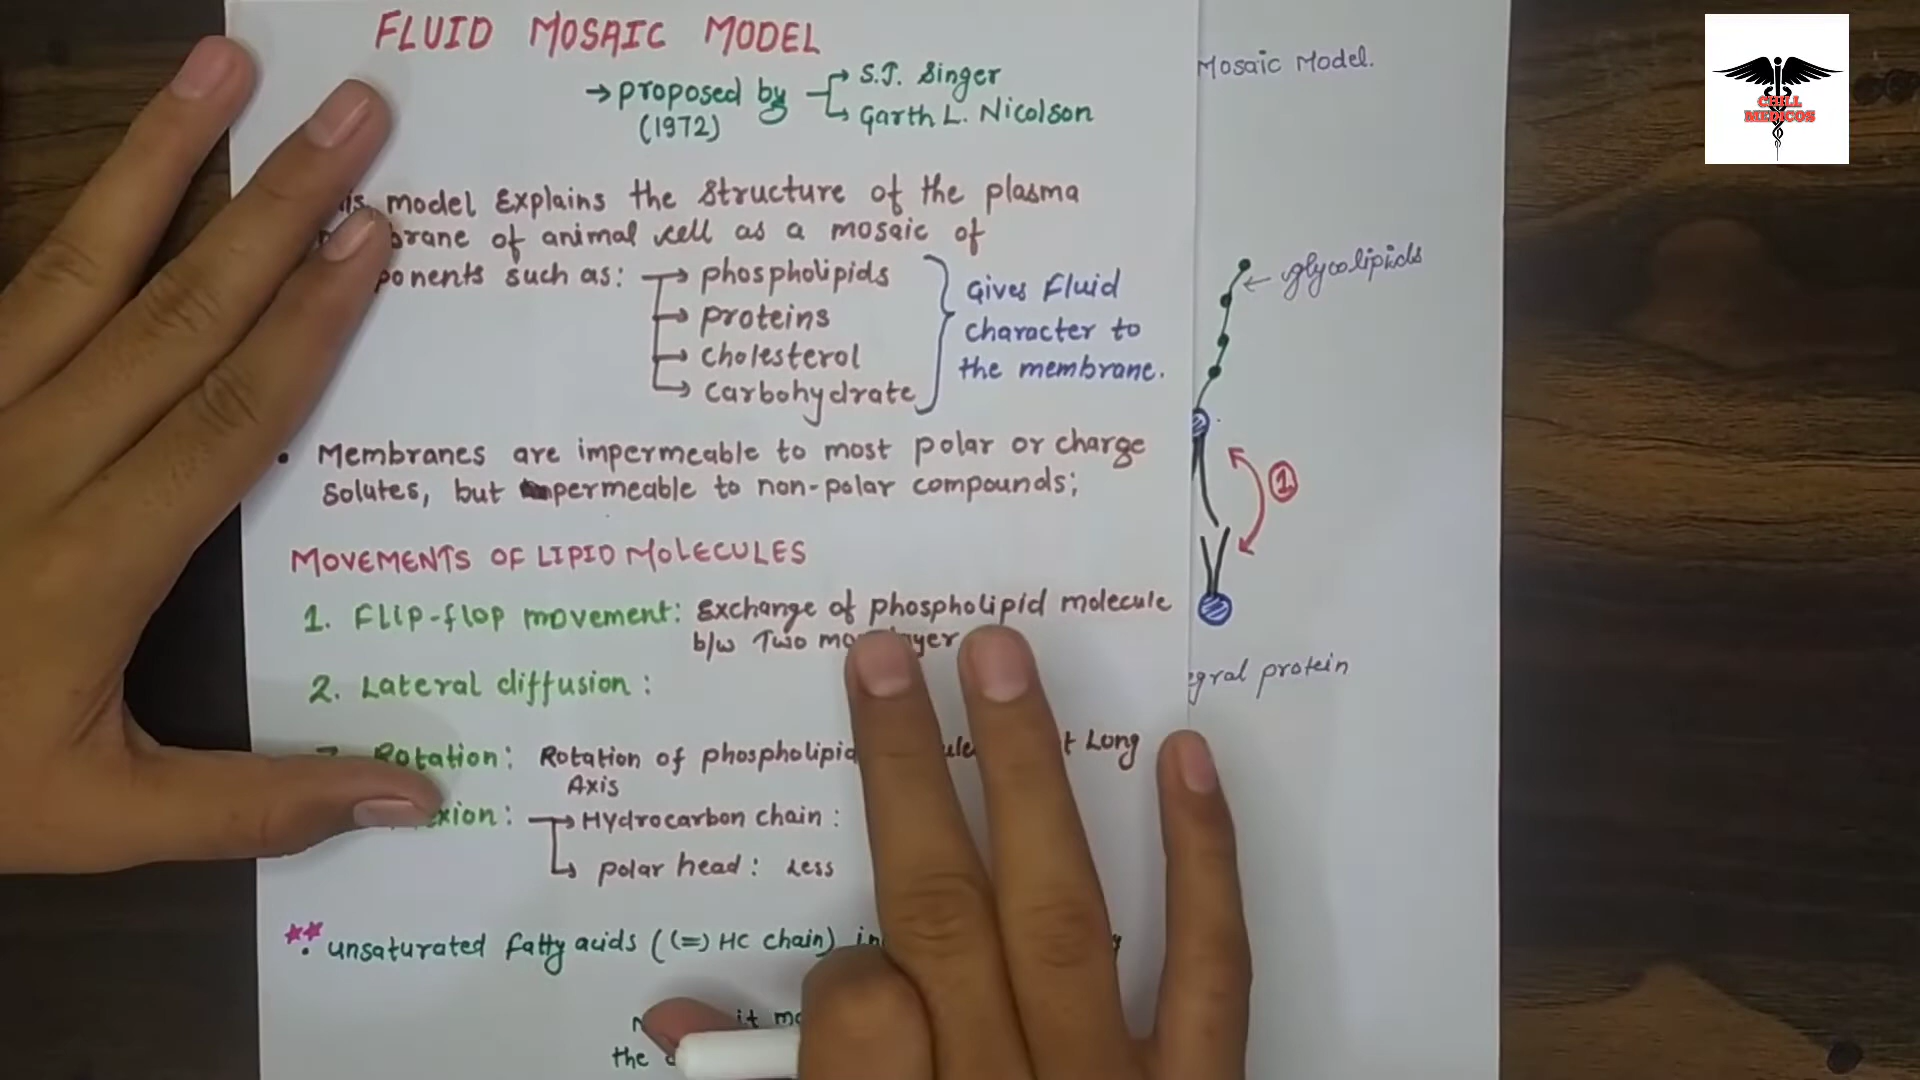 FLUID MOSAIC MODEL
→ proposed by → S.J. Singer
(1972) → Garth L. Nicolson
model Explains the structure of the plasma
of animal cell as a mosaic of
such as: → phospholipids
→ proteins
→ cholesterol
→ carbohydrate
Gives Fluid
character to
the membrane.
• Membranes are impermeable to most polar or charge
solutes, but permeable to non-polar compounds;
MOVEMENTS OF LIPID MOLECULES
1. Flip-flop movement: Exchange of phospholipid molecule
b/w Two
2. Lateral diffusion:
Rotation: Rotation of phospholipid Long
Axis
→ Hydrocarbon chain:
→ polar head: Less
** • unsaturated fatty acids ((=) HC chain)
it
the
Mosaic Model.
← glycolipids
1
protein
CHILL
MEDICOS